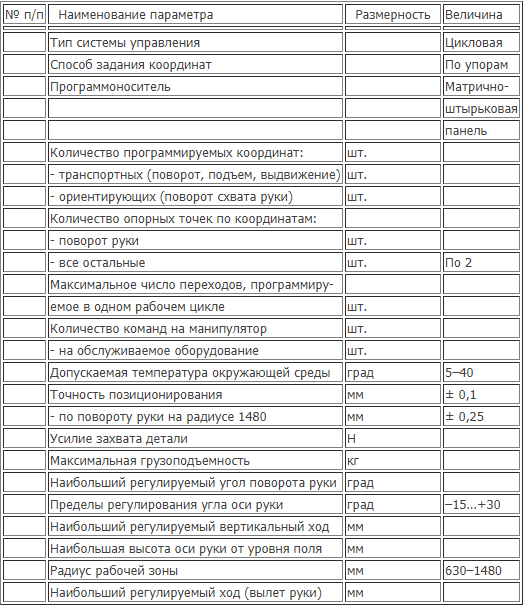 № п/п Наименование параметра Размерность Величина
Тип системы управления Цикловая
Способ задания координат По упорам
Программоноситель Матрично-
штырьковая
панель
Количество программируемых координат: шт.
- транспортных (поворот, подъем, выдвижение) шт.
- ориентирующих (поворот схвата руки) шт.
Количество опорных точек по координатам:
- поворот руки шт.
- все остальные шт. По 2
Максимальное число переходов, программиру-
емое в одном рабочем цикле шт.
Количество команд на манипулятор шт.
- на обслуживаемое оборудование шт.
Допускаемая температура окружающей среды град 5–40
Точность позиционирования мм ± 0,1
- по повороту руки на радиусе 1480 мм ± 0,25
Усилие захвата детали Н
Максимальная грузоподъемность кг
Наибольший регулируемый угол поворота руки град
Пределы регулирования угла оси руки град –15...+30
Наибольший регулируемый вертикальный ход мм
Наибольшая высота оси руки от уровня поля мм
Радиус рабочей зоны мм 630–1480
Наибольший регулируемый ход (вылет руки) мм